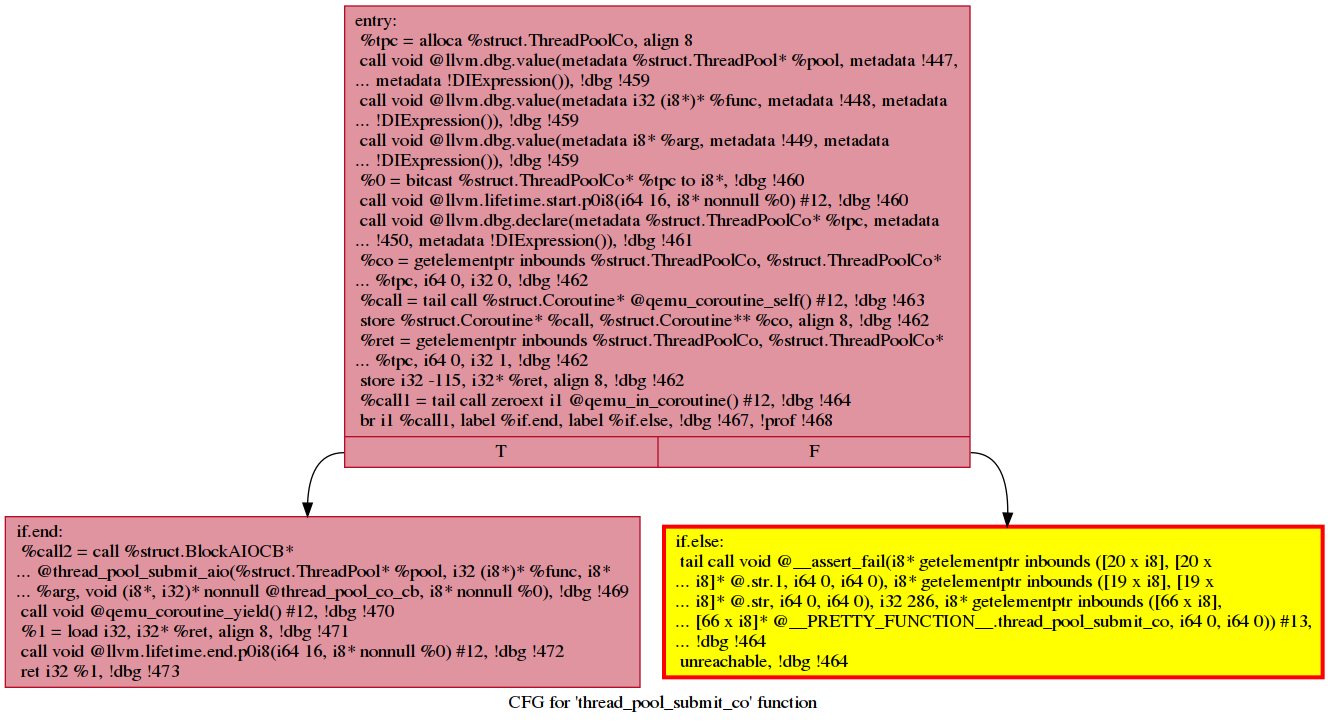 entry:
%tpc = alloca %struct.ThreadPoolCo, align 8
call void @llvm.dbg.value(metadata %struct.ThreadPool* %pool, metadata !447,
... metadata !DIExpression()), !dbg !459
call void @llvm.dbg.value(metadata i32 (i8*)* %func, metadata !448, metadata
... !DIExpression()), !dbg !459
call void @llvm.dbg.value(metadata i8* %arg, metadata !449, metadata
... !DIExpression()), !dbg !459
%0 = bitcast %struct.ThreadPoolCo* %tpc to i8*, !dbg !460
call void @llvm.lifetime.start.p0i8(i64 16, i8* nonnull %0) #12, !dbg !460
call void @llvm.dbg.declare(metadata %struct.ThreadPoolCo* %tpc, metadata
... !450, metadata !DIExpression()), !dbg !461
%co = getelementptr inbounds %struct.ThreadPoolCo, %struct.ThreadPoolCo*
... %tpc, i64 0, i32 0, !dbg !462
%call = tail call %struct.Coroutine* @qemu_coroutine_self() #12, !dbg !463
store %struct.Coroutine* %call, %struct.Coroutine** %co, align 8, !dbg !462
%ret = getelementptr inbounds %struct.ThreadPoolCo, %struct.ThreadPoolCo*
... %tpc, i64 0, i32 1, !dbg !462
store i32 -115, i32* %ret, align 8, !dbg !462
%call1 = tail call zeroext i1 @qemu_in_coroutine() #12, !dbg !464
br i1 %call1, label %if.end, label %if.else, !dbg !467, !prof !468
T F
if.end:
%call2 = call %struct.BlockAIOCB*
... @thread_pool_submit_aio(%struct.ThreadPool* %pool, i32 (i8*)* %func, i8*
... %arg, void (i8*, i32)* nonnull @thread_pool_co_cb, i8* nonnull %0), !dbg !469
call void @qemu_coroutine_yield() #12, !dbg !470
%1 = load i32, i32* %ret, align 8, !dbg !471
call void @llvm.lifetime.end.p0i8(i64 16, i8* nonnull %0) #12, !dbg !472
ret i32 %1, !dbg !473
if.else:
tail call void @__assert_fail(i8* getelementptr inbounds ([20 x i8], [20 x
... i8]* @.str.1, i64 0, i64 0), i8* getelementptr inbounds ([19 x i8], [19 x
... i8]* @.str, i64 0, i64 0), i32 286, i8* getelementptr inbounds ([66 x i8],
... [66 x i8]* @__PRETTY_FUNCTION__.thread_pool_submit_co, i64 0, i64 0)) #13,
... !dbg !464
unreachable, !dbg !464
CFG for 'thread_pool_submit_co' function